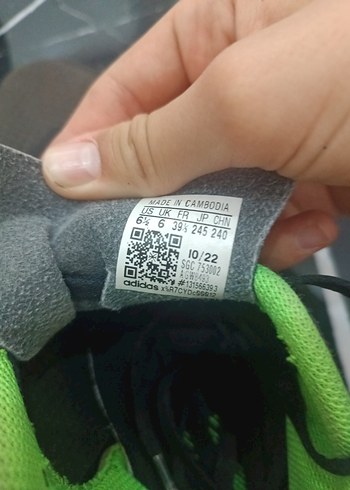 MADE IN CAMBODIA
US UK FR JP CHN
6½ 6 39⅓ 245 240
10/22
SGC 753002
#131566393
adidas